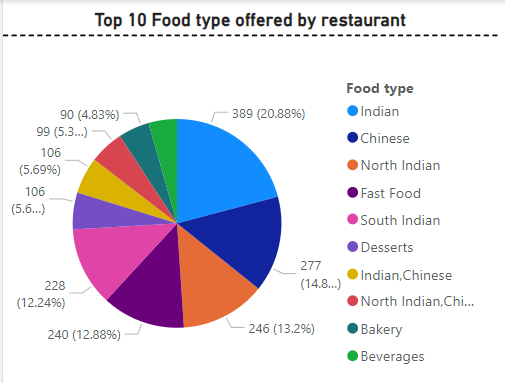 Top 10 Food type offered by restaurant
90 (4.83%)
99 (5.3...)
106
(5.69%)
106
(5.6...)
228
(12.24%)
240 (12.88%)
389 (20.88%)
277
(14.8...)
246 (13.2%)
Food type
Indian
Chinese
North Indian
Fast Food
South Indian
Desserts
Indian,Chinese
North Indian,Chi...
Bakery
Beverages